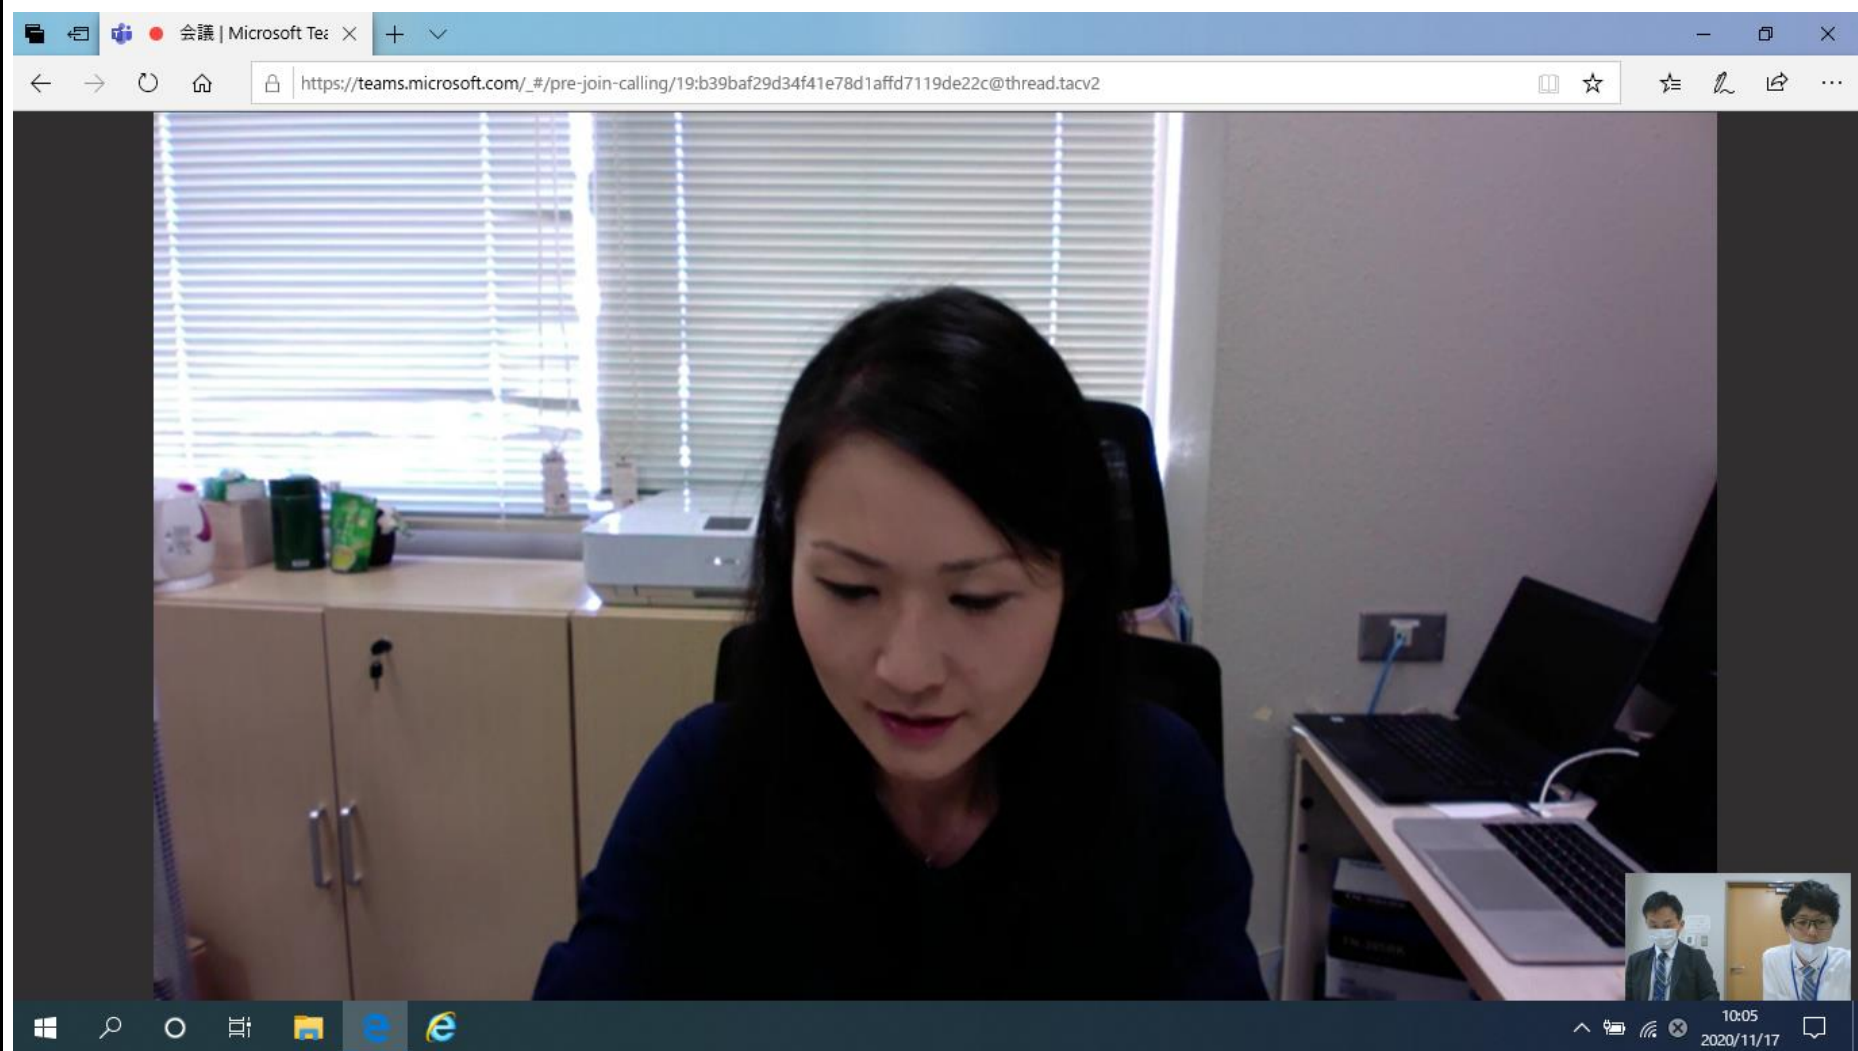 会議 | Microsoft Tea
https://teams.microsoft.com/_#/pre-join-calling/19:b39baf29d34f41e78d1affd7119de22c@thread.tacv2
10:05
2020/11/17